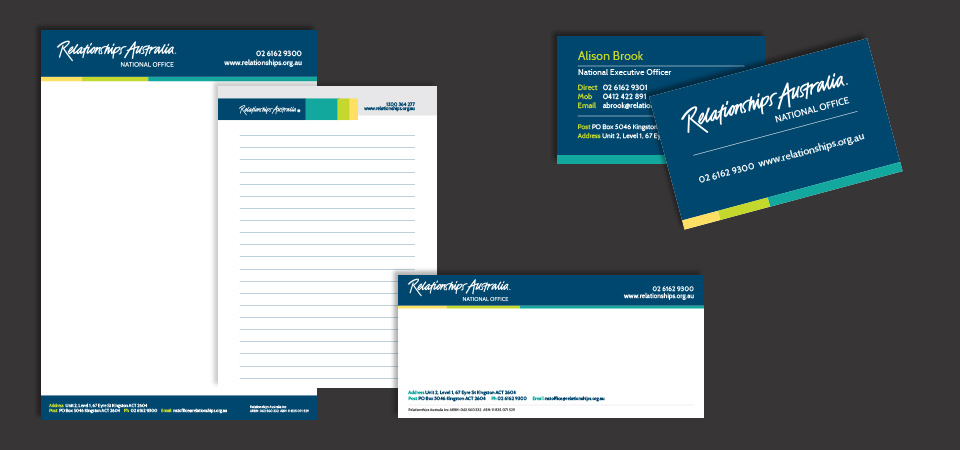 Relationships Australia.
NATIONAL OFFICE
02 6162 9300
www.relationships.org.au
Address Unit 2, Level 1, 67 Eyre St Kingston ACT 2604
Post PO Box 5046 Kingston ACT 2604 Ph 02 6162 9300 Email natoffice@relationships.org.au
Relationships Australia Inc
Relationships Australia
1300 364 277
www.relationships.org.au
Relationships Australia.
NATIONAL OFFICE
02 6162 9300
www.relationships.org.au
Address Unit 2, Level 1, 67 Eyre St Kingston ACT 2604
Post PO Box 5046 Kingston ACT 2604 Ph 02 6162 9300 Email natoffice@relationships.org.au
Relationships Australia Inc
Alison Brook
National Executive Officer
Direct 02 6162 9301
Mob 0412 422 891
Email abrook@relatio
Post PO Box 5046 Kingston
Address Unit 2, Level 1, 67 Ey
Relationships Australia.
NATIONAL OFFICE
02 6162 9300 www.relationships.org.au